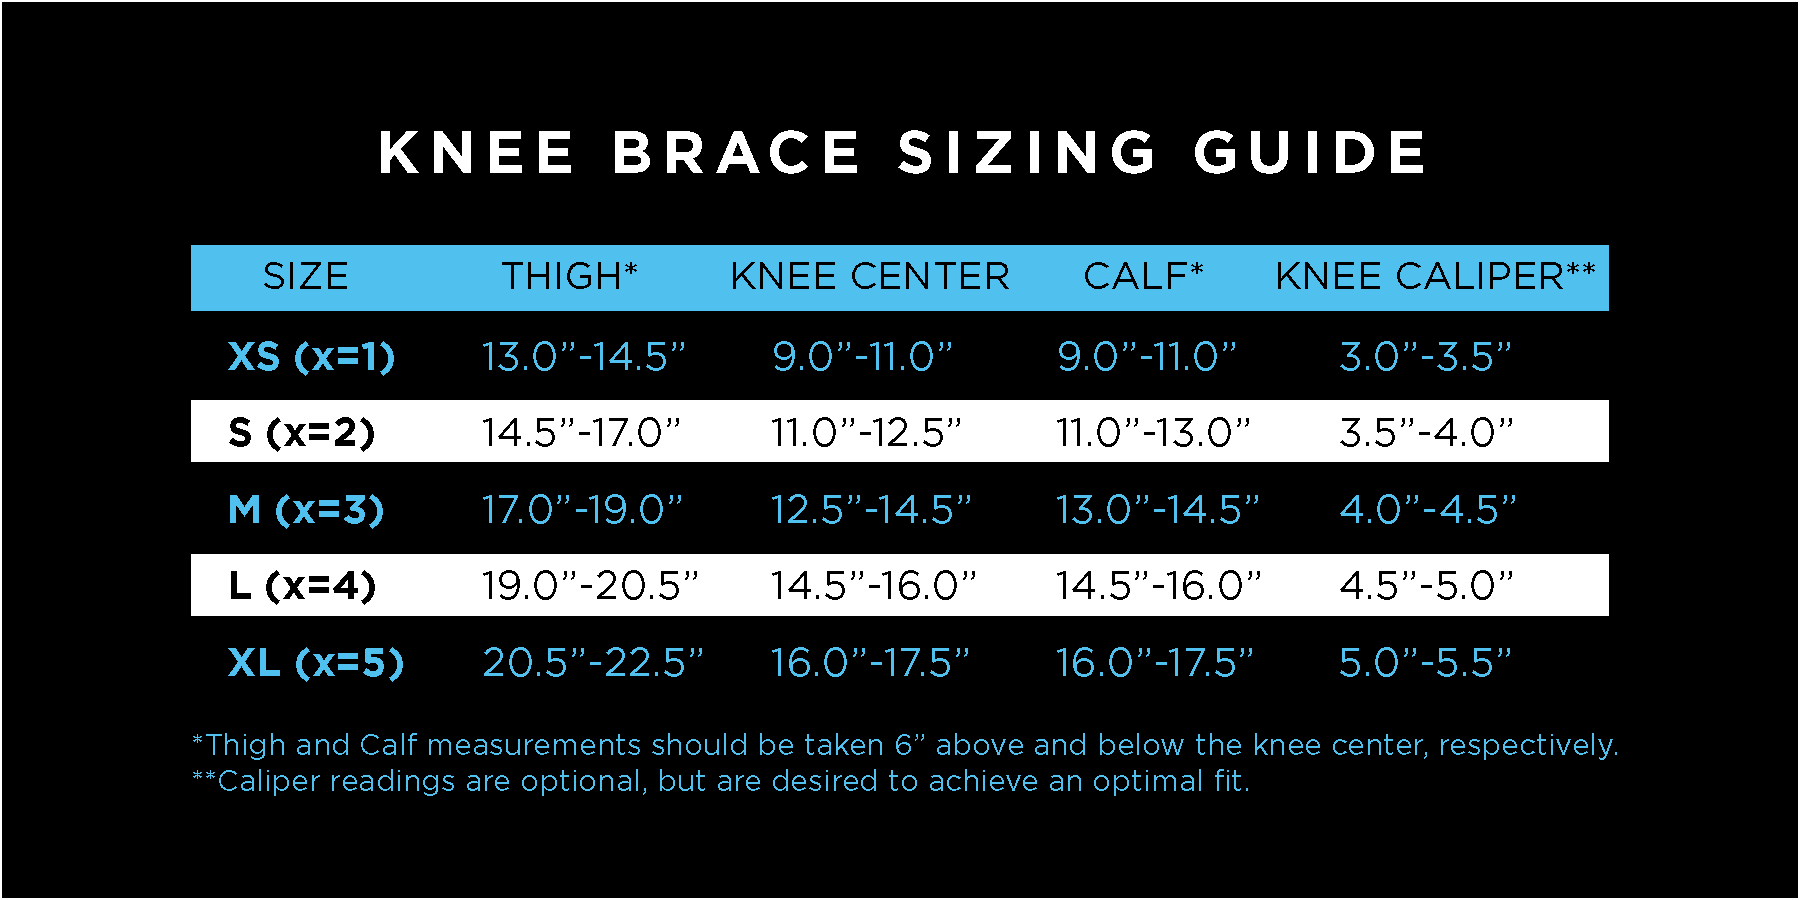 KNEE BRACE SIZING GUIDE
SIZE THIGH* KNEE CENTER CALF* KNEE CALIPER**
XS (x=1) 13.0”-14.5” 9.0”-11.0” 9.0”-11.0” 3.0”-3.5”
S (x=2) 14.5”-17.0” 11.0”-12.5” 11.0”-13.0” 3.5”-4.0”
M (x=3) 17.0”-19.0” 12.5”-14.5” 13.0”-14.5” 4.0”-4.5”
L (x=4) 19.0”-20.5” 14.5”-16.0” 14.5”-16.0” 4.5”-5.0”
XL (x=5) 20.5”-22.5” 16.0”-17.5” 16.0”-17.5” 5.0”-5.5”
*Thigh and Calf measurements should be taken 6” above and below the knee center, respectively.
**Caliper readings are optional, but are desired to achieve an optimal fit.